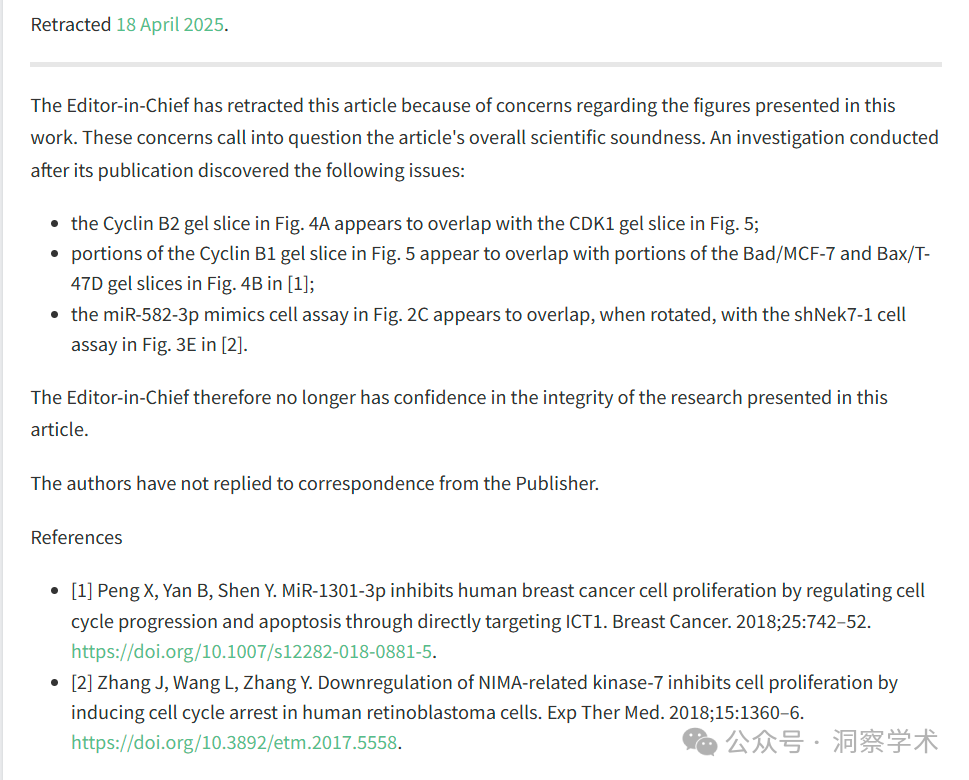 Retracted 18 April 2025.
The Editor-in-Chief has retracted this article because of concerns regarding the figures presented in this
work. These concerns call into question the article's overall scientific soundness. An investigation conducted
after its publication discovered the following issues:
• the Cyclin B2 gel slice in Fig. 4A appears to overlap with the CDK1 gel slice in Fig. 5;
• portions of the Cyclin B1 gel slice in Fig. 5 appear to overlap with portions of the Bad/MCF-7 and Bax/T-
47D gel slices in Fig. 4B in [1];
• the miR-582-3p mimics cell assay in Fig. 2C appears to overlap, when rotated, with the shNek7-1 cell
assay in Fig. 3E in [2].
The Editor-in-Chief therefore no longer has confidence in the integrity of the research presented in this
article.
The authors have not replied to correspondence from the Publisher.
References
• [1] Peng X, Yan B, Shen Y. MiR-1301-3p inhibits human breast cancer cell proliferation by regulating cell
cycle progression and apoptosis through directly targeting ICT1. Breast Cancer. 2018;25:742–52.
https://doi.org/10.1007/s12282-018-0881-5.
• [2] Zhang J, Wang L, Zhang Y. Downregulation of NIMA-related kinase-7 inhibits cell proliferation by
inducing cell cycle arrest in human retinoblastoma cells. Exp Ther Med. 2018;15:1360–6.
https://doi.org/10.3892/etm.2017.5558.
公众号 · 洞察学术